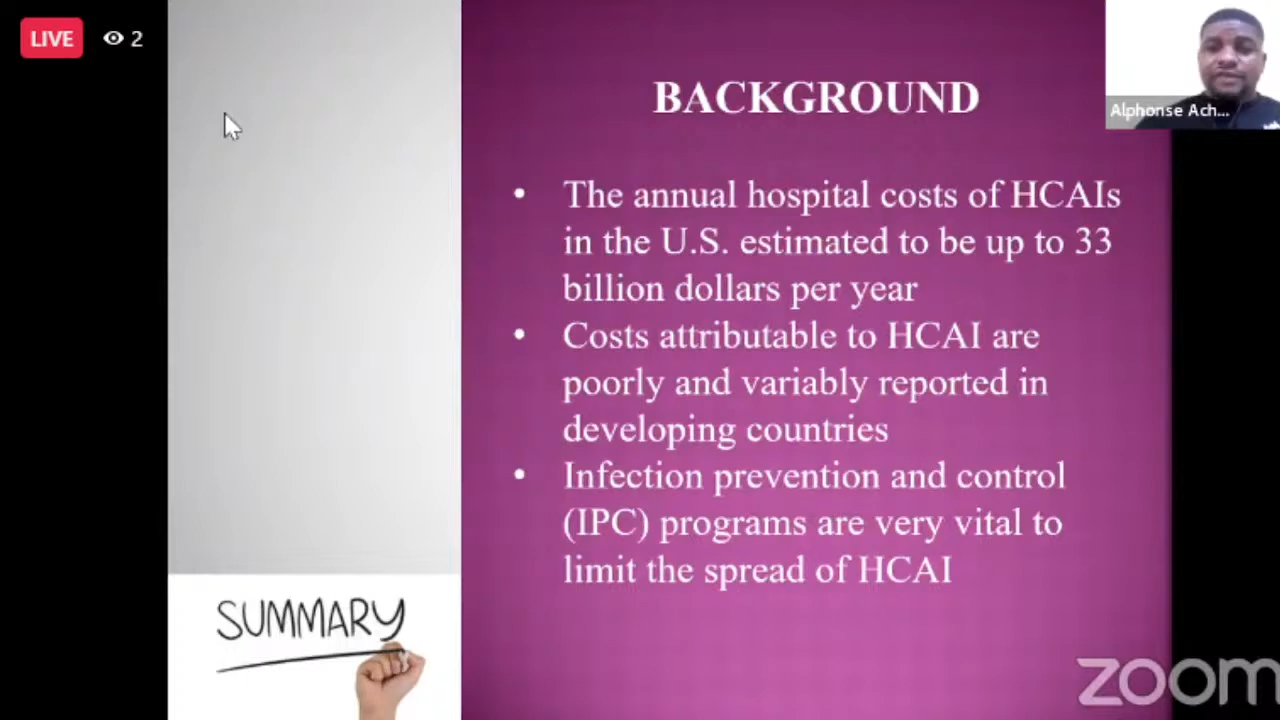 LIVE 2
BACKGROUND
Alphonse Ach...
• The annual hospital costs of HCAIs
in the U.S. estimated to be up to 33
billion dollars per year
• Costs attributable to HCAI are
poorly and variably reported in
developing countries
• Infection prevention and control
(IPC) programs are very vital to
limit the spread of HCAI
SUMMARY
zoom